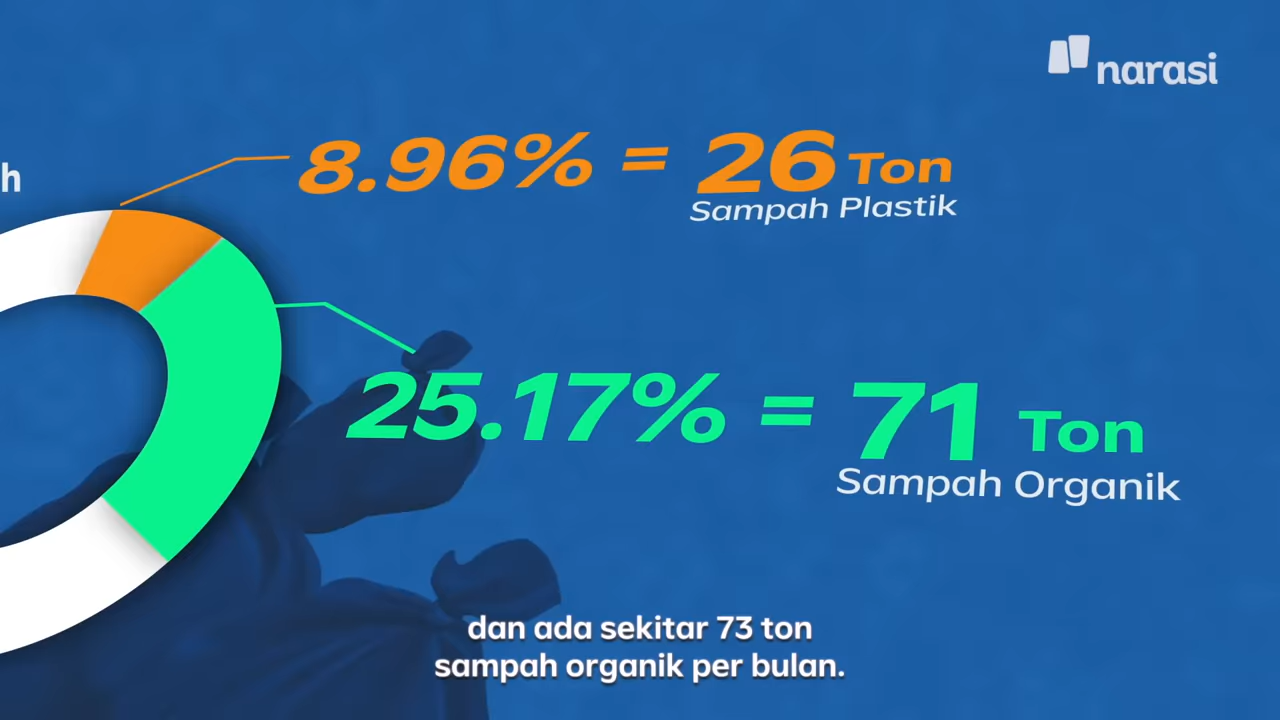 narasi
h
8.96% = 26 Ton
Sampah Plastik
25.17% = 71 Ton
Sampah Organik
dan ada sekitar 73 ton
sampah organik per bulan.